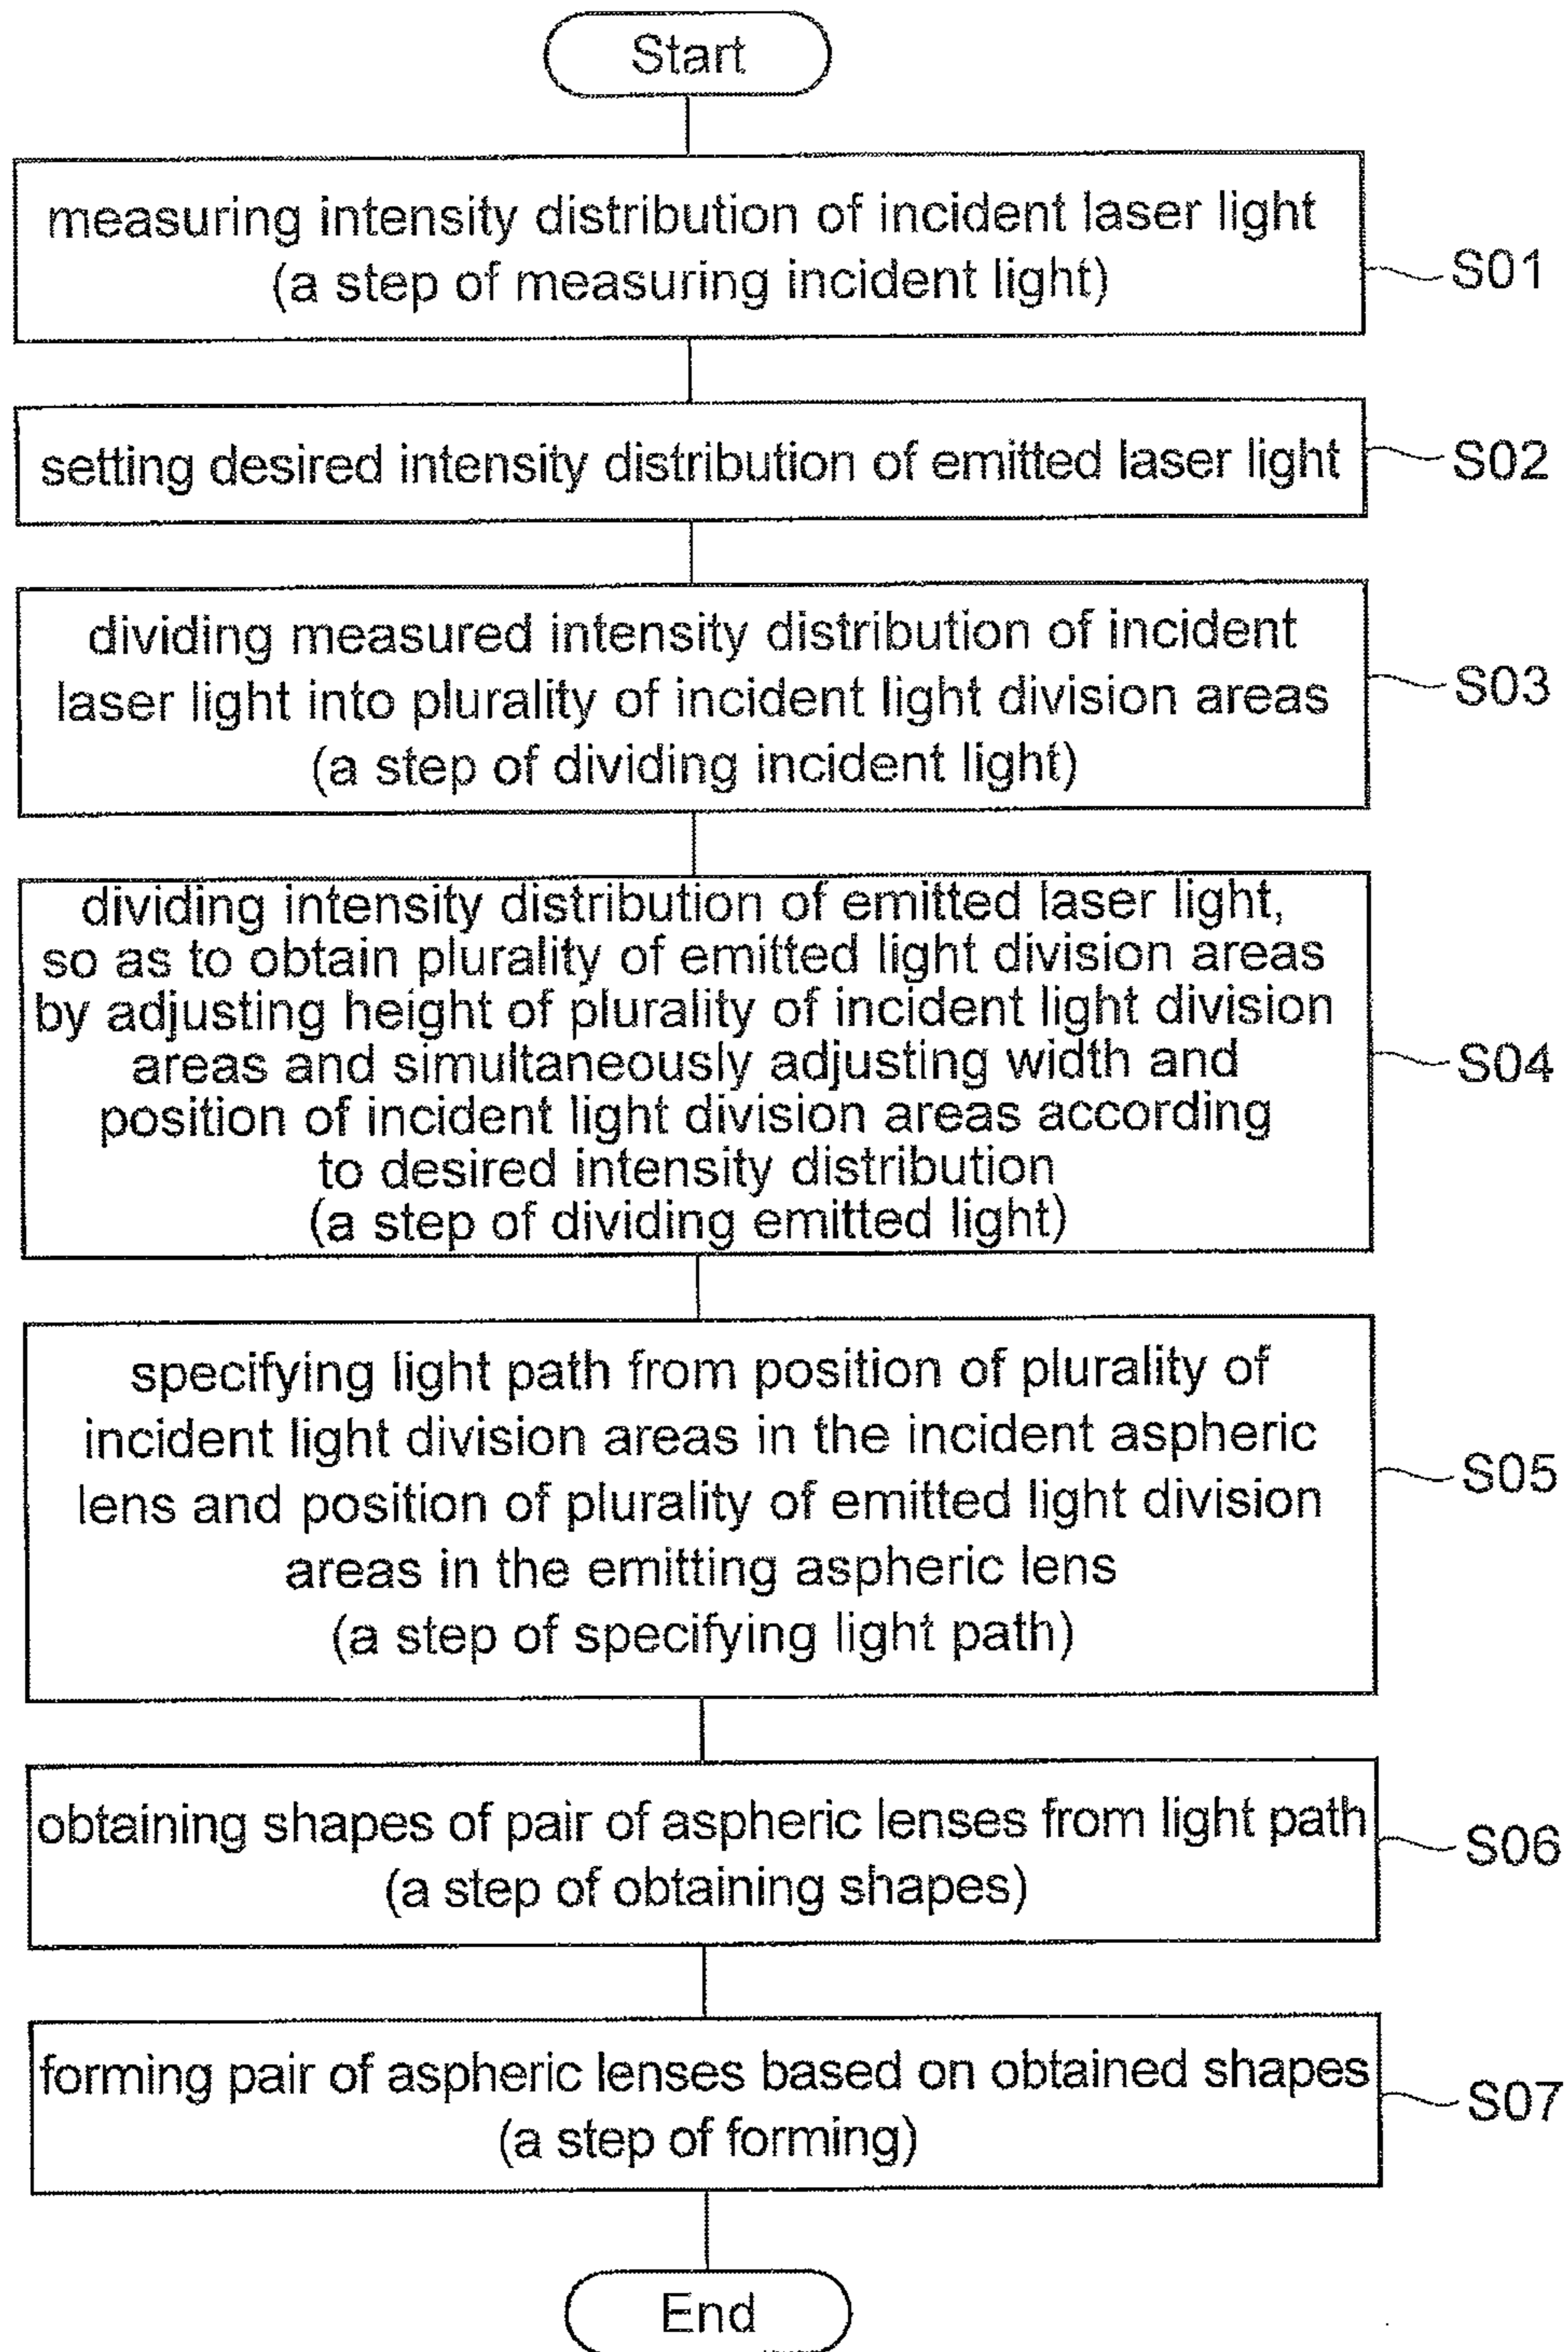 Start
measuring intensity distribution of incident laser light
(a step of measuring incident light)
S01
setting desired intensity distribution of emitted laser light
S02
dividing measured intensity distribution of incident
laser light into plurality of incident light division areas
(a step of dividing incident light)
S03
dividing intensity distribution of emitted laser light,
so as to obtain plurality of emitted light division areas
by adjusting height of plurality of incident light division
areas and simultaneously adjusting width and
position of incident light division areas according
to desired intensity distribution
(a step of dividing emitted light)
S04
specifying light path from position of plurality of
incident light division areas in the incident aspheric
lens and position of plurality of emitted light division
areas in the emitting aspheric lens
(a step of specifying light path)
S05
obtaining shapes of pair of aspheric lenses from light path
(a step of obtaining shapes)
S06
forming pair of aspheric lenses based on obtained shapes
(a step of forming)
S07
End